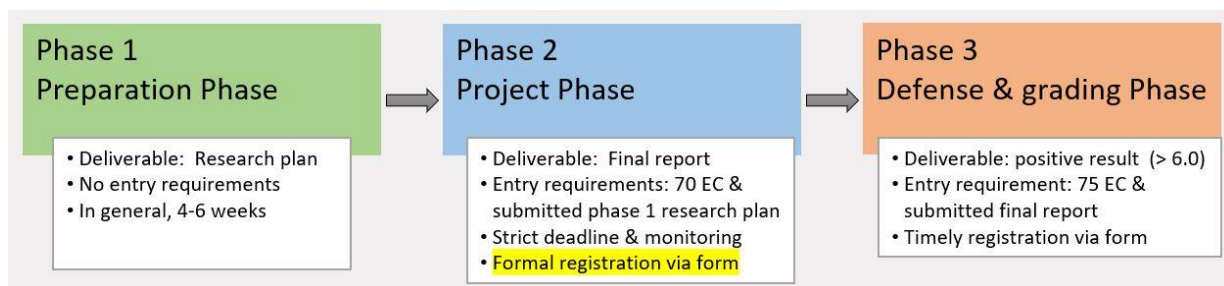 Phase 1
Preparation Phase
• Deliverable: Research plan
• No entry requirements
• In general, 4-6 weeks
Phase 2
Project Phase
• Deliverable: Final report
• Entry requirements: 70 EC &
submitted phase 1 research plan
• Strict deadline & monitoring
• Formal registration via form
Phase 3
Defense & grading Phase
• Deliverable: positive result (> 6.0)
• Entry requirement: 75 EC &
submitted final report
• Timely registration via form